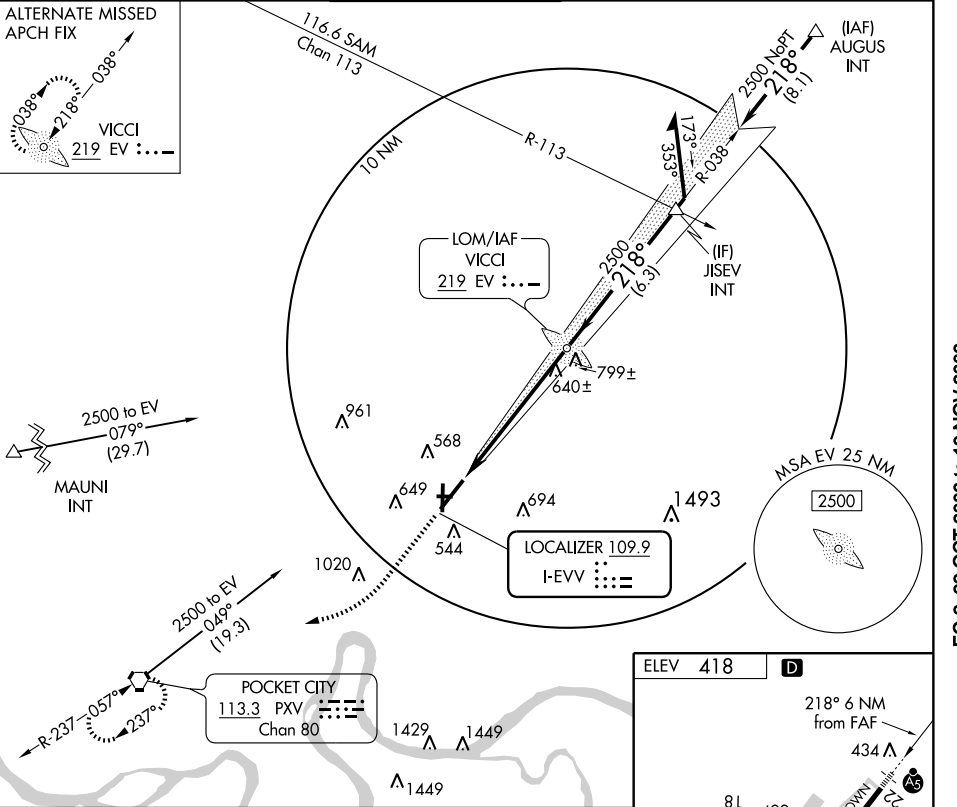 ALTERNATE MISSED
APCH FIX
038°
038°
218°
VICCI
219 EV
116.6 SAM
Chan 113
R-113
10 NM
(IAF)
AUGUS
INT
2500 NoPT
218°
(8.1)
173°
353°
R-038
(IF)
JISEV
INT
LOM/IAF
VICCI
219 EV
2500
218°
(6.3)
799±
640±
961
568
649
694
1493
544
1020
2500 to EV
079°
(29.7)
MAUNI
INT
LOCALIZER 109.9
I-EVV
MSA EV 25 NM
2500
2500 to EV
049°
(19.3)
R-237
057°
237°
POCKET CITY
113.3 PXV
Chan 80
1429
1449
1449
ELEV 418
D
218° 6 NM
from FAF
434
A5
22
18